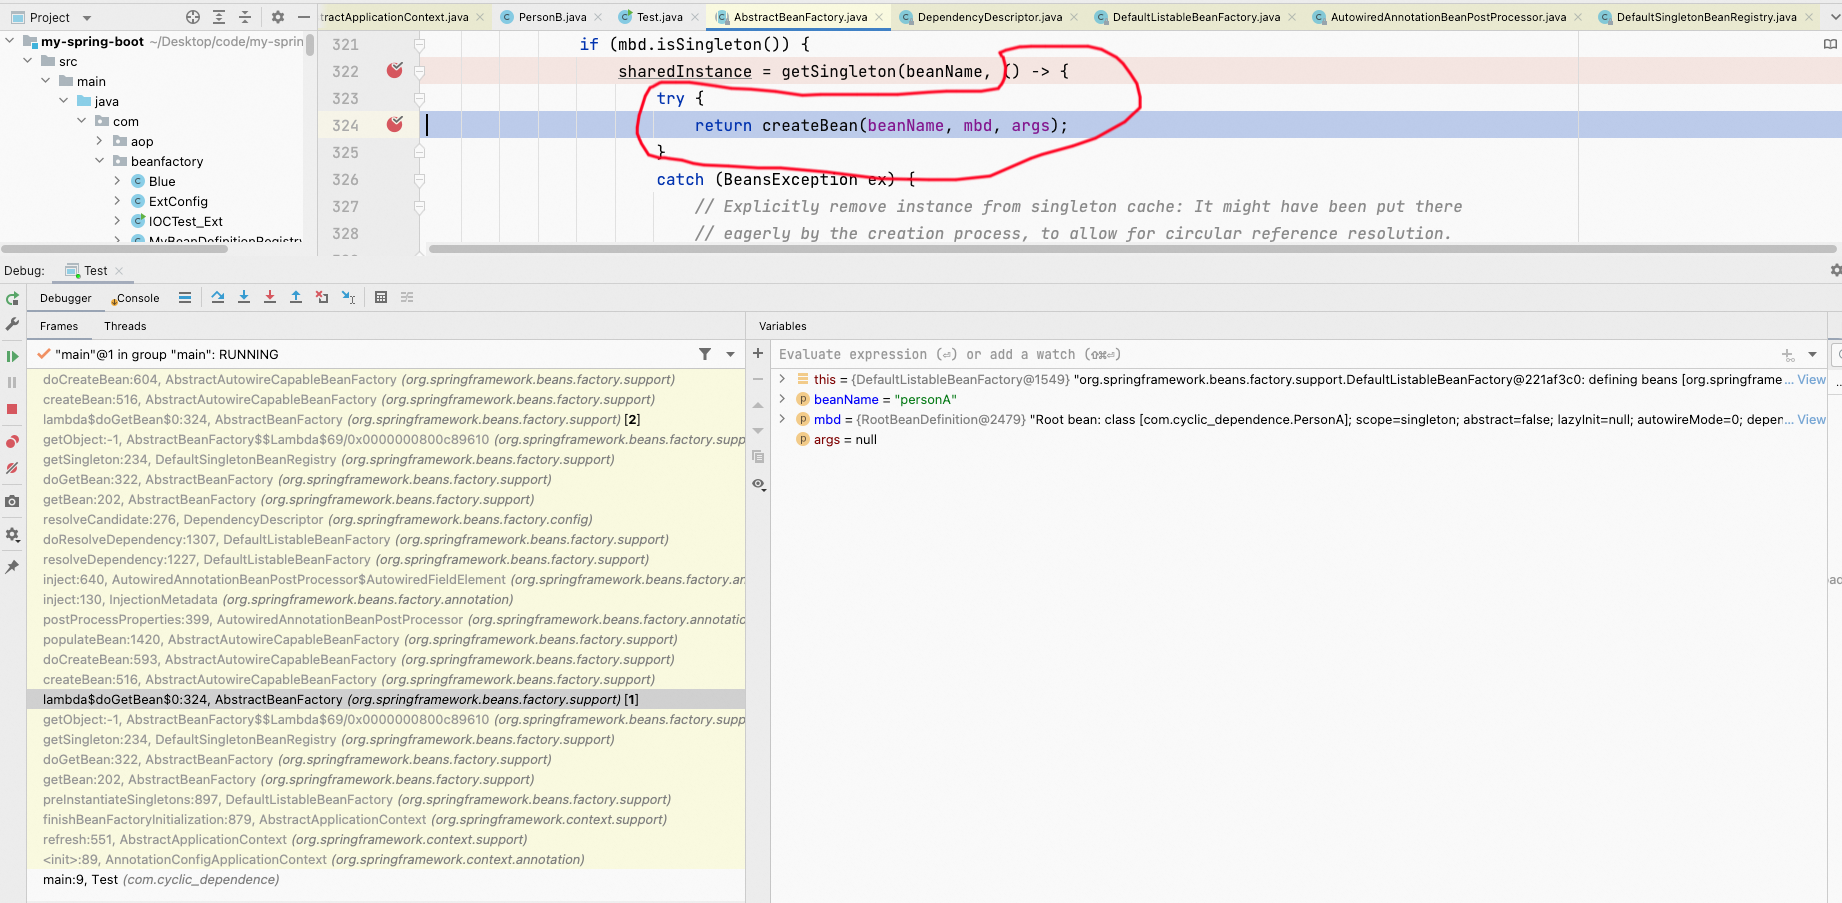 Project
tractApplicationContext.java
PersonB.java
Test.java
AbstractBeanFactory.java
DependencyDescriptor.java
DefaultListableBeanFactory.java
AutowiredAnnotationBeanPostProcessor.java
DefaultSingletonBeanRegistry.java
my-spring-boot ~/Desktop/code/my-sprin
src
main
java
com
aop
beanfactory
Blue
ExtConfig
IOCTest_Ext
MyBeanDefinitionRegistr
321 if (mbd.isSingleton()) {
322 sharedInstance = getSingleton(beanName, () -> {
323 try {
324 return createBean(beanName, mbd, args);
325 }
326 catch (BeansException ex) {
327 // Explicitly remove instance from singleton cache: It might have been put there
328 // eagerly by the creation process, to allow for circular reference resolution.
Debug: Test
Debugger Console
Frames Threads
"main"@1 in group "main": RUNNING
doCreateBean:604, AbstractAutowireCapableBeanFactory (org.springframework.beans.factory.support)
createBean:516, AbstractAutowireCapableBeanFactory (org.springframework.beans.factory.support)
lambda$doGetBean$0:324, AbstractBeanFactory (org.springframework.beans.factory.support) [2]
getObject:-1, AbstractBeanFactory$$Lambda$69/0x0000000800c89610 (org.springframework.beans.factory.supp
getSingleton:234, DefaultSingletonBeanRegistry (org.springframework.beans.factory.support)
doGetBean:322, AbstractBeanFactory (org.springframework.beans.factory.support)
getBean:202, AbstractBeanFactory (org.springframework.beans.factory.support)
resolveCandidate:276, DependencyDescriptor (org.springframework.beans.factory.config)
doResolveDependency:1307, DefaultListableBeanFactory (org.springframework.beans.factory.support)
resolveDependency:1227, DefaultListableBeanFactory (org.springframework.beans.factory.support)
inject:640, AutowiredAnnotationBeanPostProcessor$AutowiredFieldElement (org.springframework.beans.factory.an
inject:130, InjectionMetadata (org.springframework.beans.factory.annotation)
postProcessProperties:399, AutowiredAnnotationBeanPostProcessor (org.springframework.beans.factory.annotatio
populateBean:1420, AbstractAutowireCapableBeanFactory (org.springframework.beans.factory.support)
doCreateBean:593, AbstractAutowireCapableBeanFactory (org.springframework.beans.factory.support)
createBean:516, AbstractAutowireCapableBeanFactory (org.springframework.beans.factory.support)
lambda$doGetBean$0:324, AbstractBeanFactory (org.springframework.beans.factory.support) [1]
getObject:-1, AbstractBeanFactory$$Lambda$69/0x0000000800c89610 (org.springframework.beans.factory.supp
getSingleton:234, DefaultSingletonBeanRegistry (org.springframework.beans.factory.support)
doGetBean:322, AbstractBeanFactory (org.springframework.beans.factory.support)
getBean:202, AbstractBeanFactory (org.springframework.beans.factory.support)
preInstantiateSingletons:897, DefaultListableBeanFactory (org.springframework.beans.factory.support)
finishBeanFactoryInitialization:879, AbstractApplicationContext (org.springframework.context.support)
refresh:551, AbstractApplicationContext (org.springframework.context.support)
<init>:89, AnnotationConfigApplicationContext (org.springframework.context.annotation)
main:9, Test (com.cyclic_dependence)
Variables
Evaluate expression (⏎) or add a watch (⇧⌘⏎)
this = {DefaultListableBeanFactory@1549} "org.springframework.beans.factory.support.DefaultListableBeanFactory@221af3c0: defining beans [org.springframe ... View
beanName = "personA"
mbd = {RootBeanDefinition@2479} "Root bean: class [com.cyclic_dependence.PersonA]; scope=singleton; abstract=false; lazyInit=null; autowireMode=0; depen... View
args = null